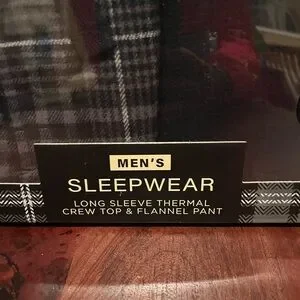 MEN'S
SLEEPWEAR
LONG SLEEVE THERMAL
CREW TOP & FLANNEL PANT